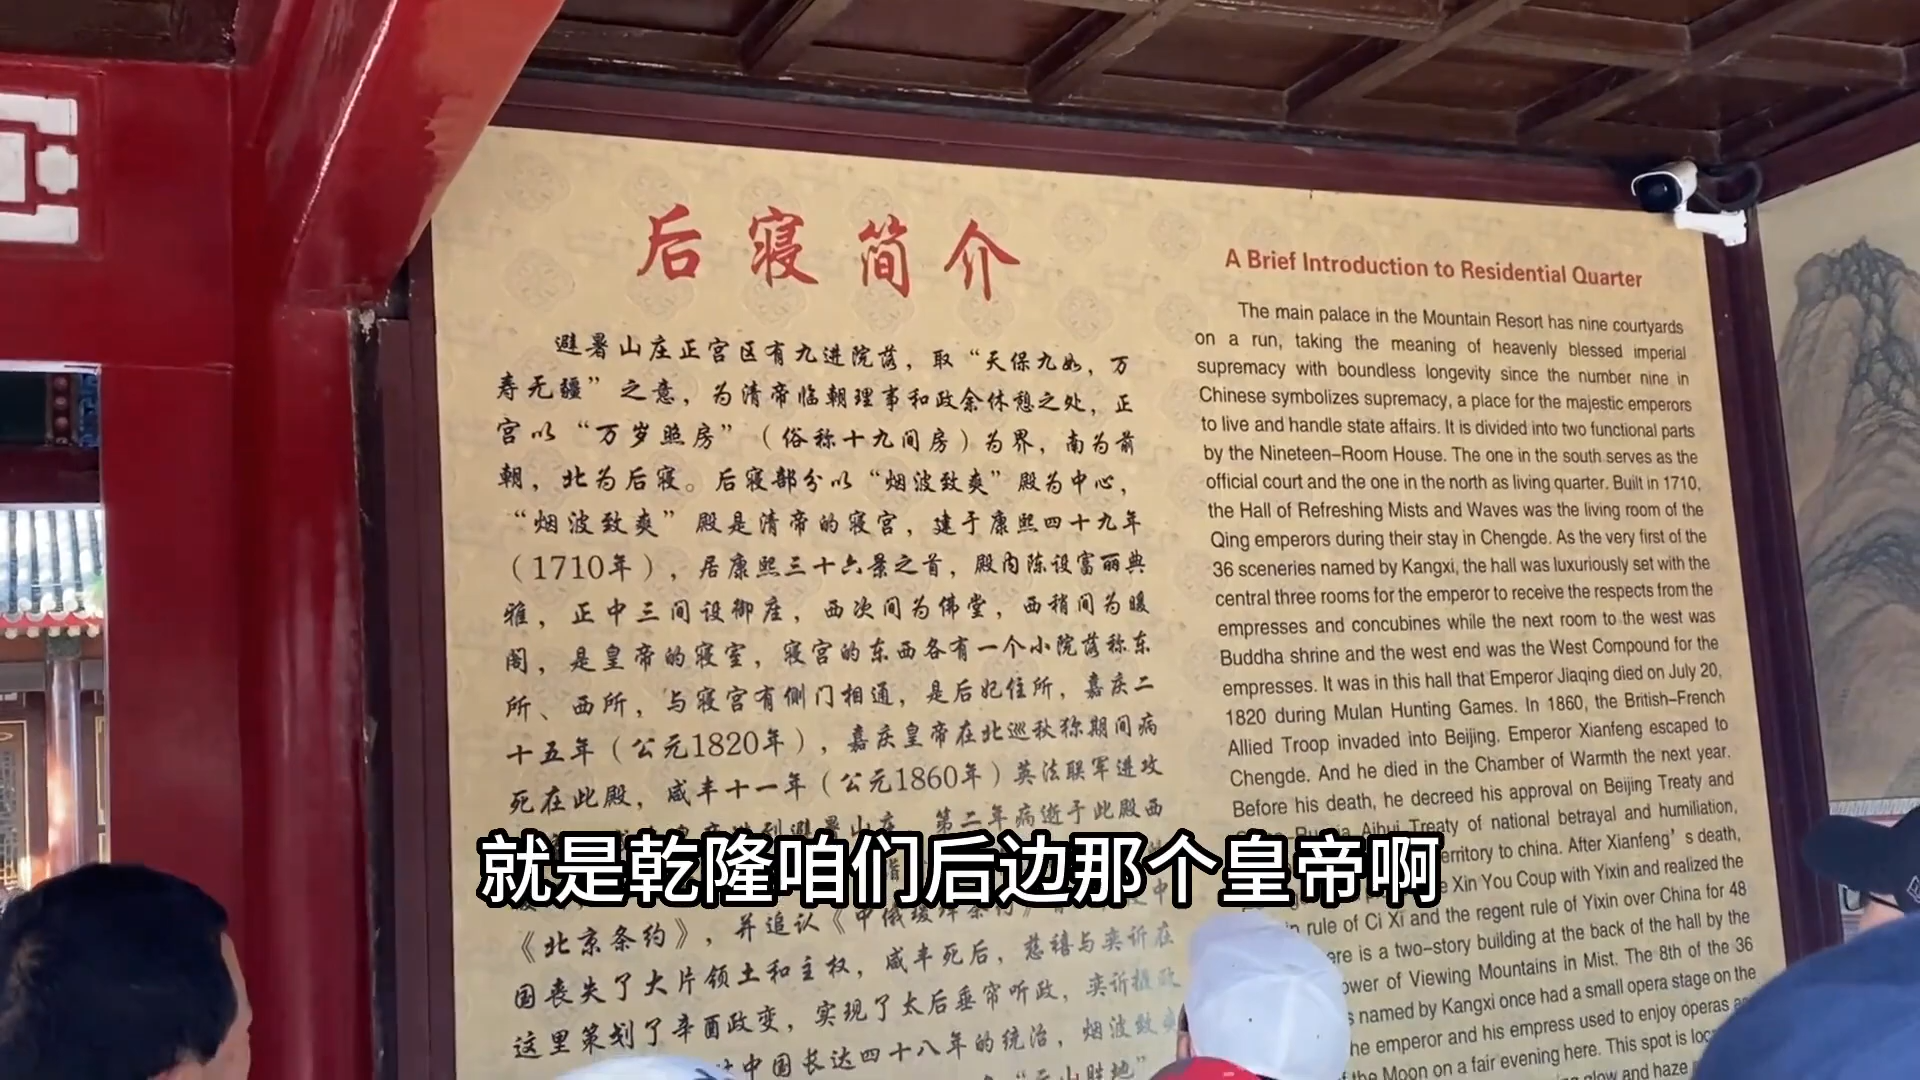 后寝简介
避暑山庄正宫区有九进院落，取“天保九如，万
寿无疆”之意，为清帝临朝理事和政余休憩之处，正
宫以“万岁照房”（俗称十九间房）为界，南为前
朝，北为后寝。后寝部分以“烟波致爽”殿为中心，
“烟波致爽”殿是清帝的寝宫，建于康熙四十九年
（1710年），居康熙三十六景之首，殿内陈设富丽典
雅，正中三间设御座，西次间为佛堂，西稍间为暖
阁，是皇帝的寝室，寝宫的东西各有一个小院落称东
所、西所，与寝宫有侧门相通，是后妃住所，嘉庆二
十五年（公元1820年），嘉庆皇帝在北巡秋狝期间病
死在此殿，咸丰十一年（公元1860年）英法联军进攻
避暑山庄，第二年病逝于此殿西
《北京条约》，并追认《中俄瑷珲条约》
国丧失了大片领土和主权，咸丰死后，慈禧与奕䜣在
这里策划了辛酉政变，实现了太后垂帘听政，奕䜣
中国长达四十八年的统治，烟波致爽
A Brief Introduction to Residential Quarter
The main palace in the Mountain Resort has nine courtyards
on a run, taking the meaning of heavenly blessed imperial
supremacy with boundless longevity since the number nine in
Chinese symbolizes supremacy, a place for the majestic emperors
to live and handle state affairs. It is divided into two functional parts
by the Nineteen-Room House. The one in the south serves as the
official court and the one in the north as living quarter. Built in 1710,
the Hall of Refreshing Mists and Waves was the living room of the
Qing emperors during their stay in Chengde. As the very first of the
36 sceneries named by Kangxi, the hall was luxuriously set with the
central three rooms for the emperor to receive the respects from the
empresses and concubines while the next room to the west was
Buddha shrine and the west end was the West Compound for the
empresses. It was in this hall that Emperor Jiaqing died on July 20,
1820 during Mulan Hunting Games. In 1860, the British-French
Allied Troop invaded into Beijing. Emperor Xianfeng escaped to
Chengde. And he died in the Chamber of Warmth the next year.
Before his death, he decreed his approval on Beijing Treaty and
Russia Aihui Treaty of national betrayal and humiliation,
territory to china. After Xianfeng's death,
Xin You Coup with Yixin and realized the
rule of Ci Xi and the regent rule of Yixin over China for 48
is a two-story building at the back of the hall by the
of Viewing Mountains in Mist. The 8th of the 36
named by Kangxi once had a small opera stage on the
emperor and his empress used to enjoy operas
the Moon on a fair evening here. This spot is
glow and haze
就是乾隆咱们后边那个皇帝啊